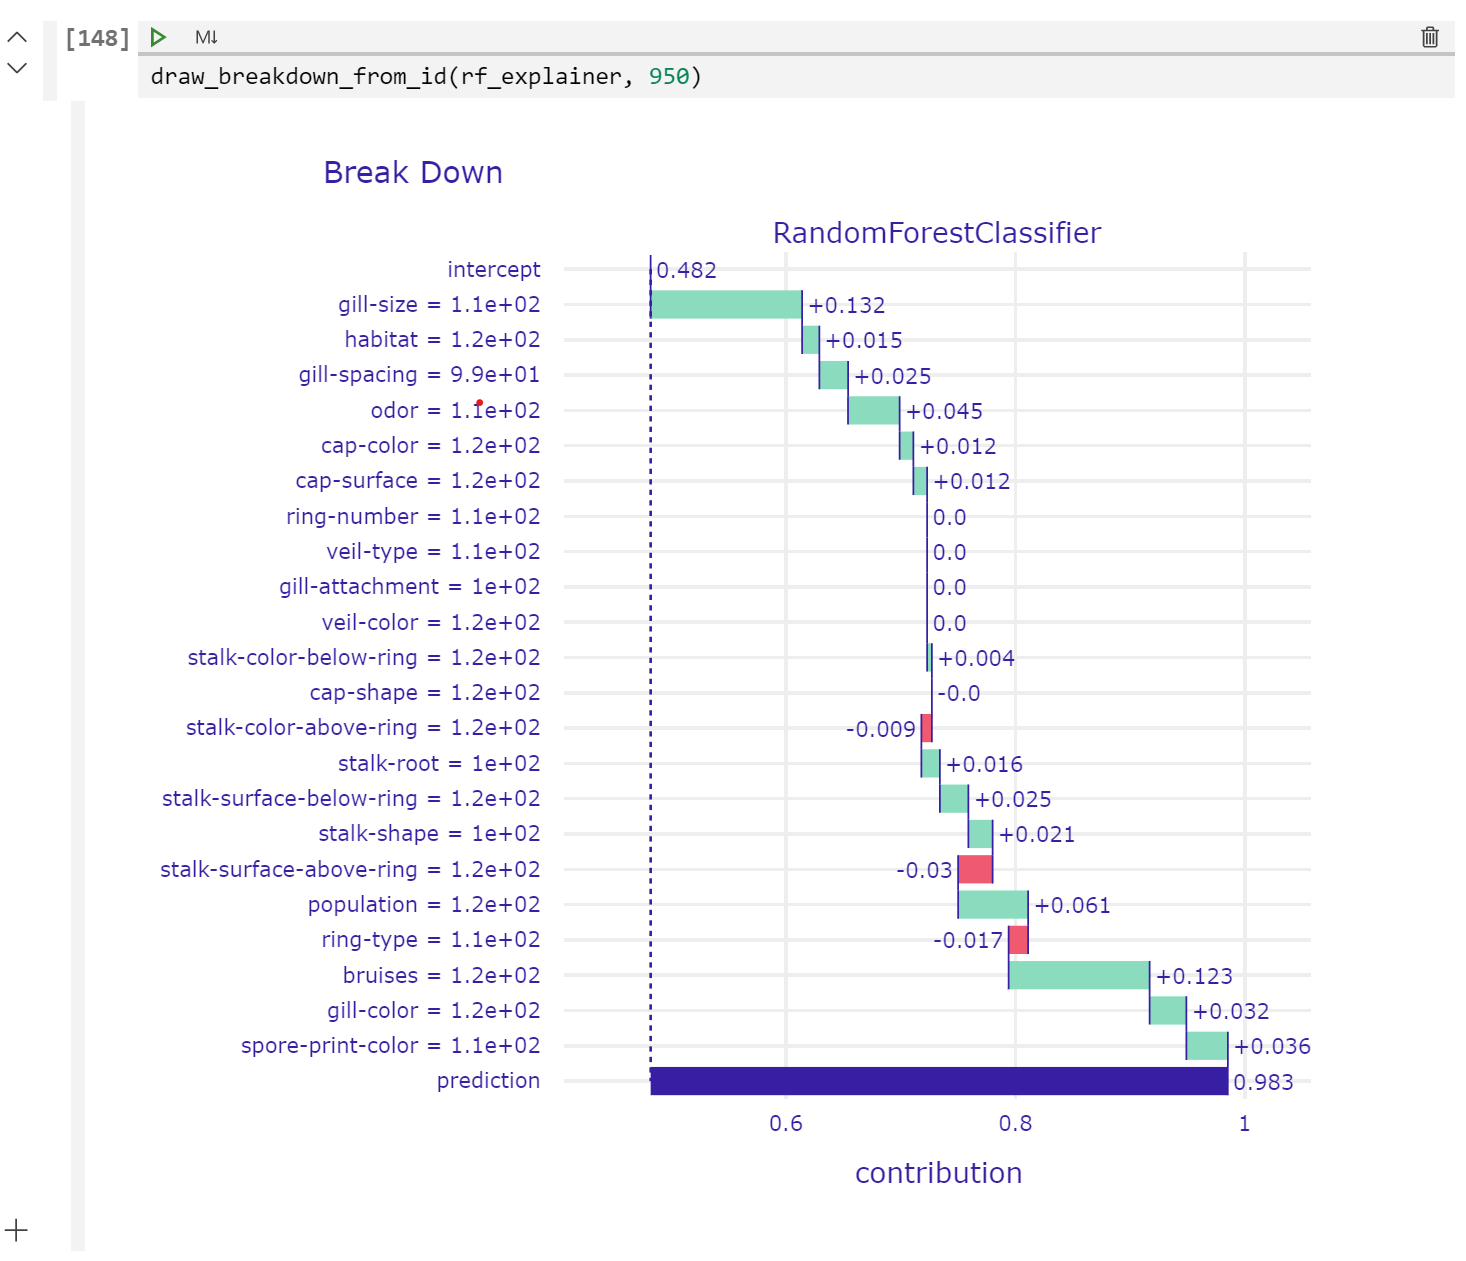 [148] M↓
draw_breakdown_from_id(rf_explainer, 950)
Break Down
RandomForestClassifier
intercept 0.482
gill-size = 1.1e+02 +0.132
habitat = 1.2e+02 +0.015
gill-spacing = 9.9e+01 +0.025
odor = 1.1e+02 +0.045
cap-color = 1.2e+02 +0.012
cap-surface = 1.2e+02 +0.012
ring-number = 1.1e+02 0.0
veil-type = 1.1e+02 0.0
gill-attachment = 1e+02 0.0
veil-color = 1.2e+02 0.0
stalk-color-below-ring = 1.2e+02 +0.004
cap-shape = 1.2e+02 -0.0
stalk-color-above-ring = 1.2e+02 -0.009
stalk-root = 1e+02 +0.016
stalk-surface-below-ring = 1.2e+02 +0.025
stalk-shape = 1e+02 +0.021
stalk-surface-above-ring = 1.2e+02 -0.03
population = 1.2e+02 +0.061
ring-type = 1.1e+02 -0.017
bruises = 1.2e+02 +0.123
gill-color = 1.2e+02 +0.032
spore-print-color = 1.1e+02 +0.036
prediction 0.983
0.6 0.8 1
contribution